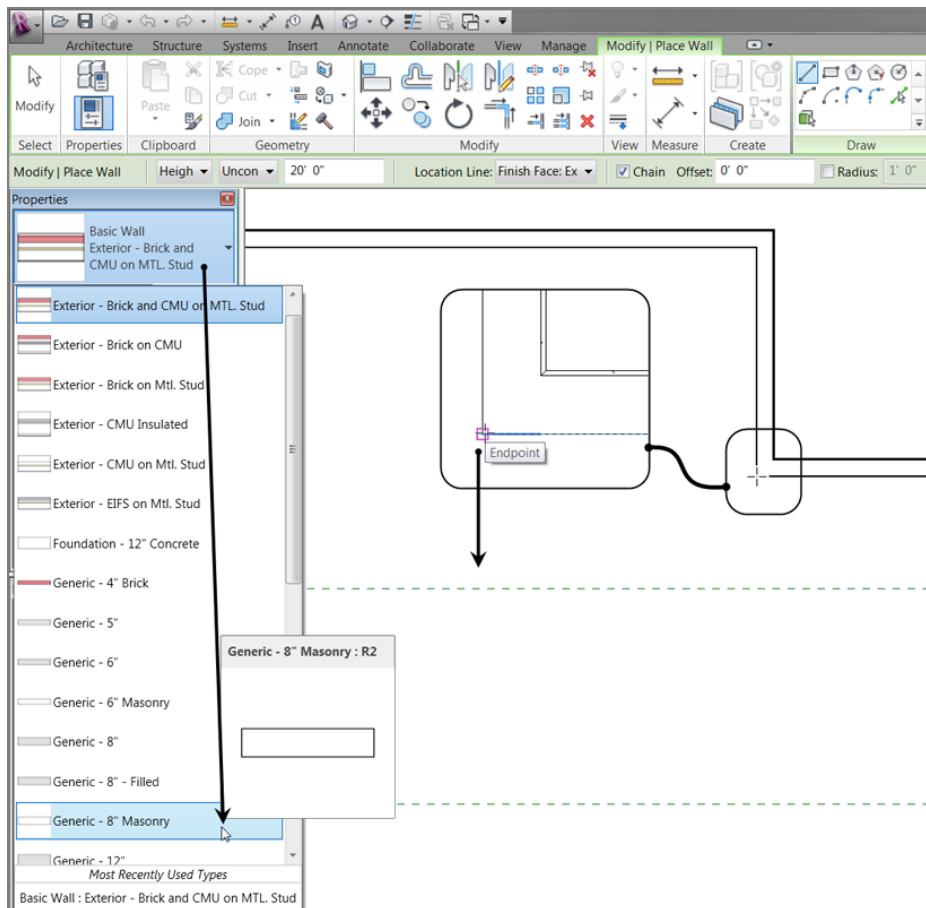 Architecture Structure Systems Insert Annotate Collaborate View Manage Modify | Place Wall
Modify
Paste
Cope
Cut
Join
Select Properties Clipboard Geometry Modify View Measure Create Draw
Modify | Place Wall Heigh Uncon 20' 0" Location Line: Finish Face: Ex Chain Offset: 0' 0" Radius: 1' 0"
Properties
Basic Wall
Exterior - Brick and
CMU on MTL. Stud
Exterior - Brick and CMU on MTL. Stud
Exterior - Brick on CMU
Exterior - Brick on Mtl. Stud
Exterior - CMU Insulated
Exterior - CMU on Mtl. Stud
Exterior - EIFS on Mtl. Stud
Foundation - 12" Concrete
Generic - 4" Brick
Generic - 5"
Generic - 6"
Generic - 6" Masonry
Generic - 8"
Generic - 8" - Filled
Generic - 8" Masonry
Generic - 12"
Most Recently Used Types
Basic Wall : Exterior - Brick and CMU on MTL. Stud
Endpoint
Generic - 8" Masonry : R2